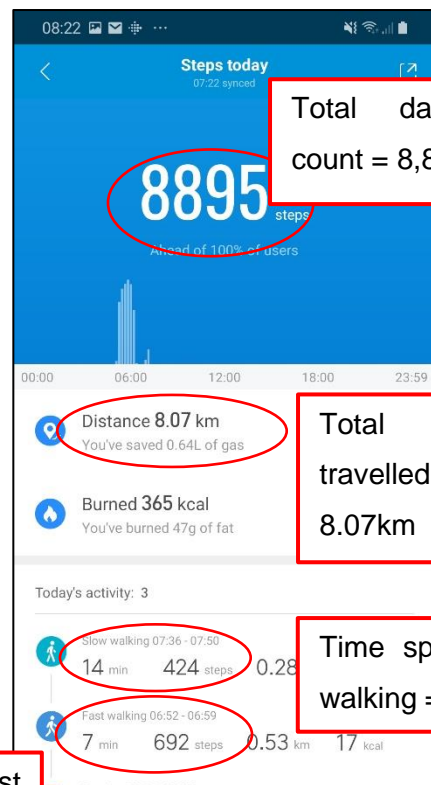 08:22
Steps today
07:22 synced
Total
count = 8,8
8895 steps
Ahead of 100% of users
00:00 06:00 12:00 18:00 23:59
Distance 8.07 km
You've saved 0.64L of gas
Total
travelled
8.07km
Burned 365 kcal
You've burned 47g of fat
Today's activity: 3
Slow walking 07:36 - 07:50
14 min 424 steps 0.28
Time
walking =
Fast walking 06:52 - 06:59
7 min 692 steps 0.53 km 17 kcal